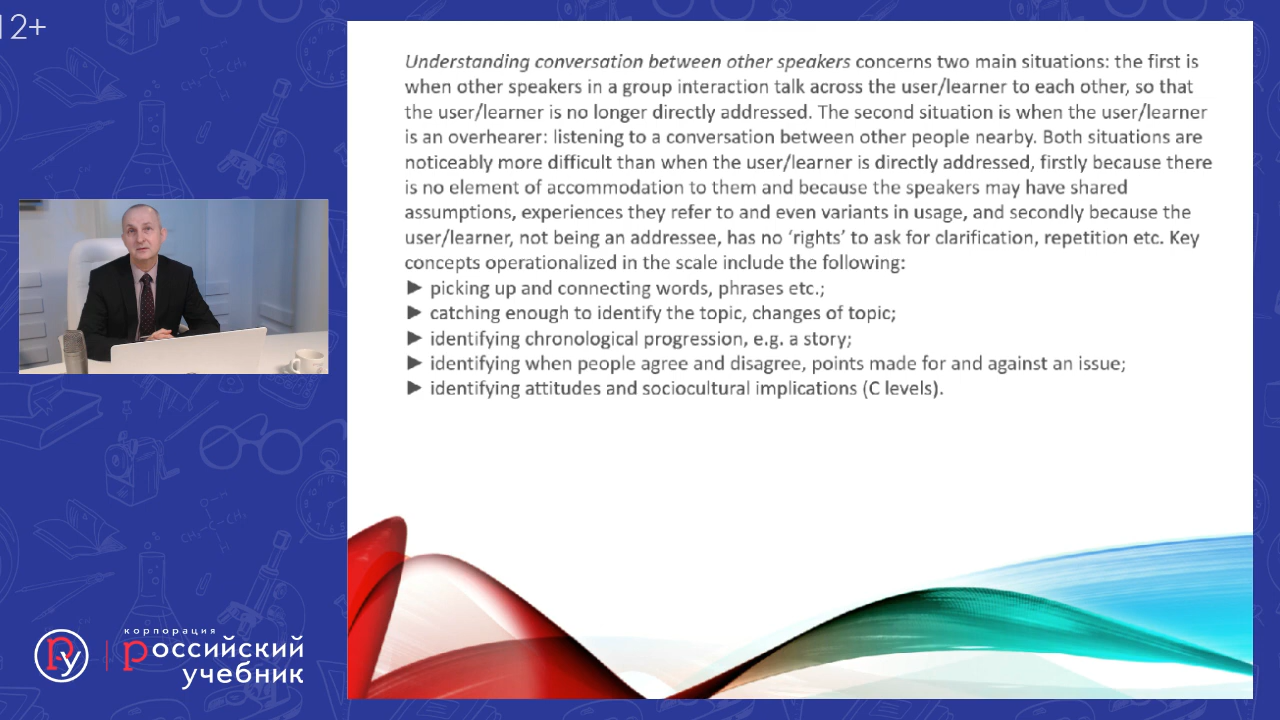 12+
Understanding conversation between other speakers concerns two main situations: the first is
when other speakers in a group interaction talk across the user/learner to each other, so that
the user/learner is no longer directly addressed. The second situation is when the user/learner
is an overhearer: listening to a conversation between other people nearby. Both situations are
noticeably more difficult than when the user/learner is directly addressed, firstly because there
is no element of accommodation to them and because the speakers may have shared
assumptions, experiences they refer to and even variants in usage, and secondly because the
user/learner, not being an addressee, has no ‘rights’ to ask for clarification, repetition etc. Key
concepts operationalized in the scale include the following:
► picking up and connecting words, phrases etc.;
► catching enough to identify the topic, changes of topic;
► identifying chronological progression, e.g. a story;
► identifying when people agree and disagree, points made for and against an issue;
► identifying attitudes and sociocultural implications (C levels).
Ру
корпорация
российский
учебник